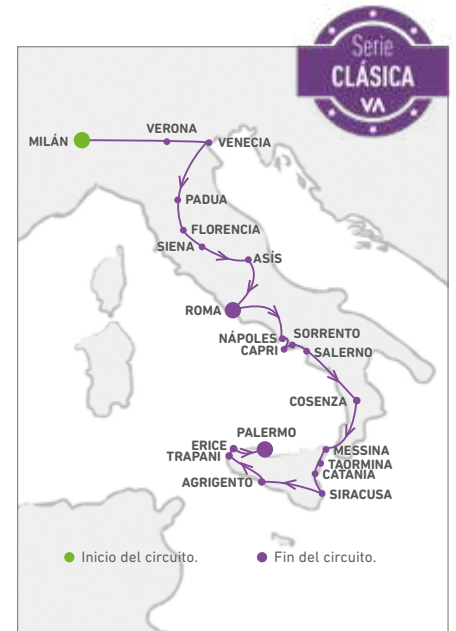 Serie
CLÁSICA
VA
MILÁN
VERONA
VENECIA
PADUA
FLORENCIA
SIENA
ASÍS
ROMA
NÁPOLES
SORRENTO
CAPRI
SALERNO
COSENZA
PALERMO
ERICE
TRAPANI
MESSINA
TAORMINA
CATANIA
AGRIGENTO
SIRACUSA
Inicio del circuito.
Fin del circuito.